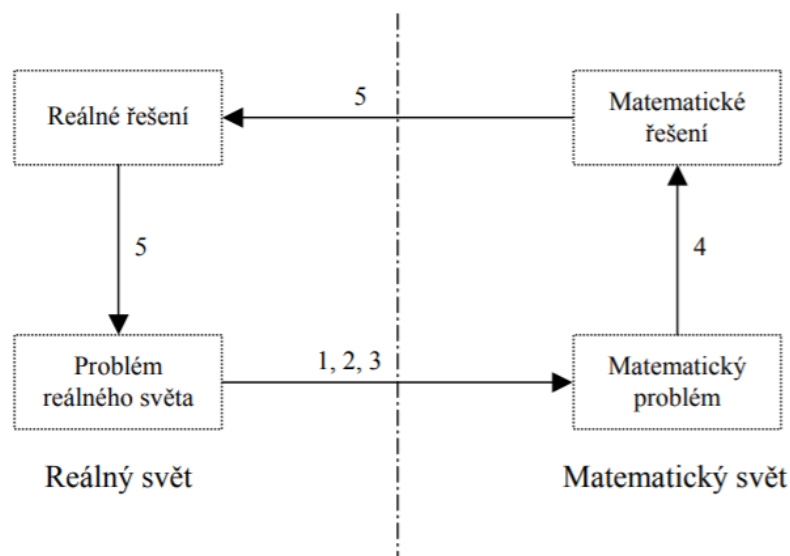 5
Reálné řešení
Matematické
řešení
5
4
1, 2, 3
Problém
reálného světa
Matematický
problém
Reálný svět
Matematický svět